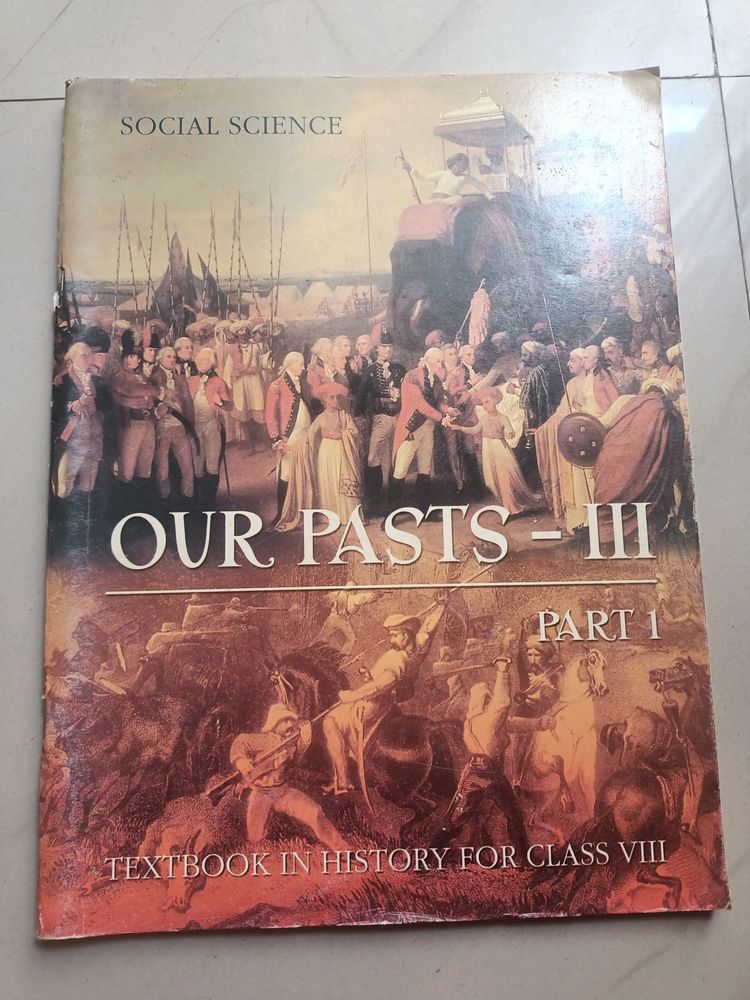 SOCIAL SCIENCE
OUR PASTS – III
PART 1
TEXTBOOK IN HISTORY FOR CLASS VIII